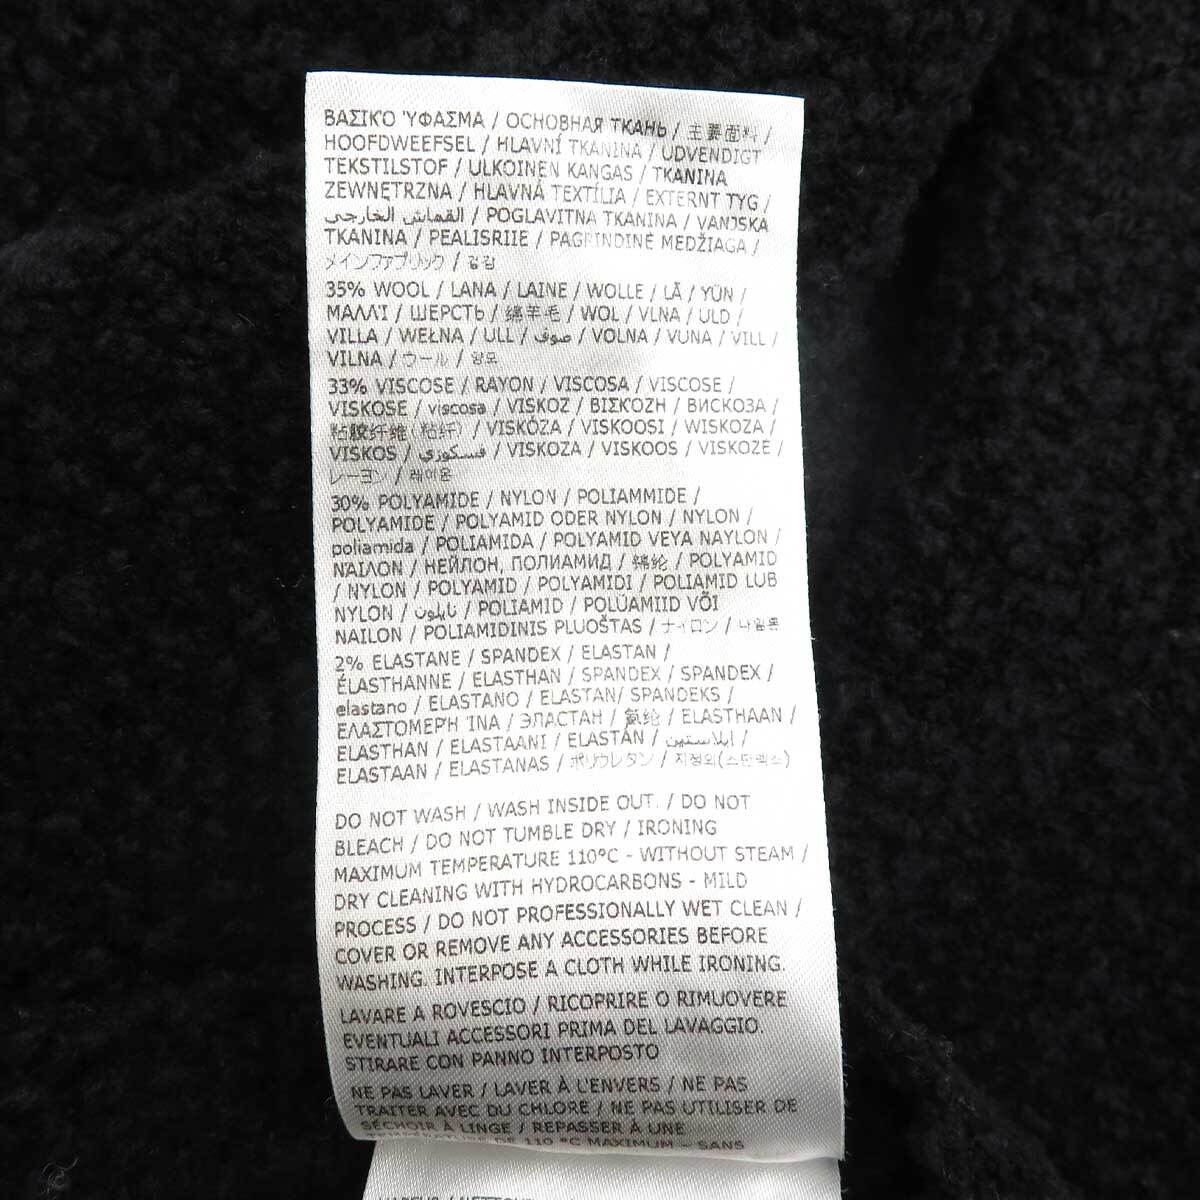 ΒΑΣΙΚΌ ΎΦΑΣΜΑ / ОСНОВНАЯ ТКАНЬ / 主要面料 /
HOOFDWEEFSEL / HLAVNÍ TKANINA / UDVENDIGT
TEKSTILSTOF / ULKOINEN KANGAS / TKANINA
ZEWNĘTRZNA / HLAVNÁ TEXTÍLIA / EXTERNT TYG /
القماش الخارجي / POGLAVITNA TKANINA / VANJSKA
TKANINA / PEALISRIIE / PAGRINDINĖ MEDŽIAGA /
メインファブリック / 겉감
35% WOOL / LANA / LAINE / WOLLE / LÃ / YÜN /
ΜΑΛΛΊ / ШЕРСТЬ / 绵羊毛 / WOL / VLNA / ULD /
VILLA / WEŁNA / ULL / صوف / VOLNA / VUNA / VILL /
VILNA / ウール / 양모
33% VISCOSE / RAYON / VISCOSA / VISCOSE /
VISKOSE / viscosa / VISKOZ / ΒΙΣΚΌΖΗ / ВИСКОЗА /
粘胶纤维(粘纤) / VISKÓZA / VISKOOSI / WISKOZA /
VISKOS / فسكوزي / VISKOZA / VISKOOS / VISKOZĖ /
レーヨン / 레이온
30% POLYAMIDE / NYLON / POLIAMMIDE /
POLYAMIDE / POLYAMID ODER NYLON / NYLON /
poliamida / POLIAMIDA / POLYAMID VEYA NAYLON /
ΝΆΙΛΟΝ / НЕЙЛОН, ПОЛИАМИД / 锦纶 / POLYAMID
/ NYLON / POLYAMID / POLYAMIDI / POLIAMID LUB
NYLON / نايلون / POLIAMID / POLÜAMIID VÕI
NAILON / POLIAMIDINIS PLUOŠTAS / ナイロン / 나일론
2% ELASTANE / SPANDEX / ELASTAN /
ÉLASTHANNE / ELASTHAN / SPANDEX / SPANDEX /
elastano / ELASTANO / ELASTAN/ SPANDEKS /
ΕΛΑΣΤΟΜΕΡΉ ΊΝΑ / ЭЛАСТАН / 氨纶 / ELASTHAAN /
ELASTHAN / ELASTAANI / ELASTÁN / إيلاستين /
ELASTAAN / ELASTANAS / ポリウレタン / 지정외(스판덱스)
DO NOT WASH / WASH INSIDE OUT. / DO NOT
BLEACH / DO NOT TUMBLE DRY / IRONING
MAXIMUM TEMPERATURE 110°C - WITHOUT STEAM /
DRY CLEANING WITH HYDROCARBONS - MILD
PROCESS / DO NOT PROFESSIONALLY WET CLEAN /
COVER OR REMOVE ANY ACCESSORIES BEFORE
WASHING. INTERPOSE A CLOTH WHILE IRONING.
LAVARE A ROVESCIO / RICOPRIRE O RIMUOVERE
EVENTUALI ACCESSORI PRIMA DEL LAVAGGIO.
STIRARE CON PANNO INTERPOSTO
NE PAS LAVER / LAVER À L'ENVERS / NE PAS
TRAITER AVEC DU CHLORE / NE PAS UTILISER DE
SÉCHOIR À LINGE / REPASSER À UNE
TEMPÉRATURE DE 110 °C MAXIMUM - SANS